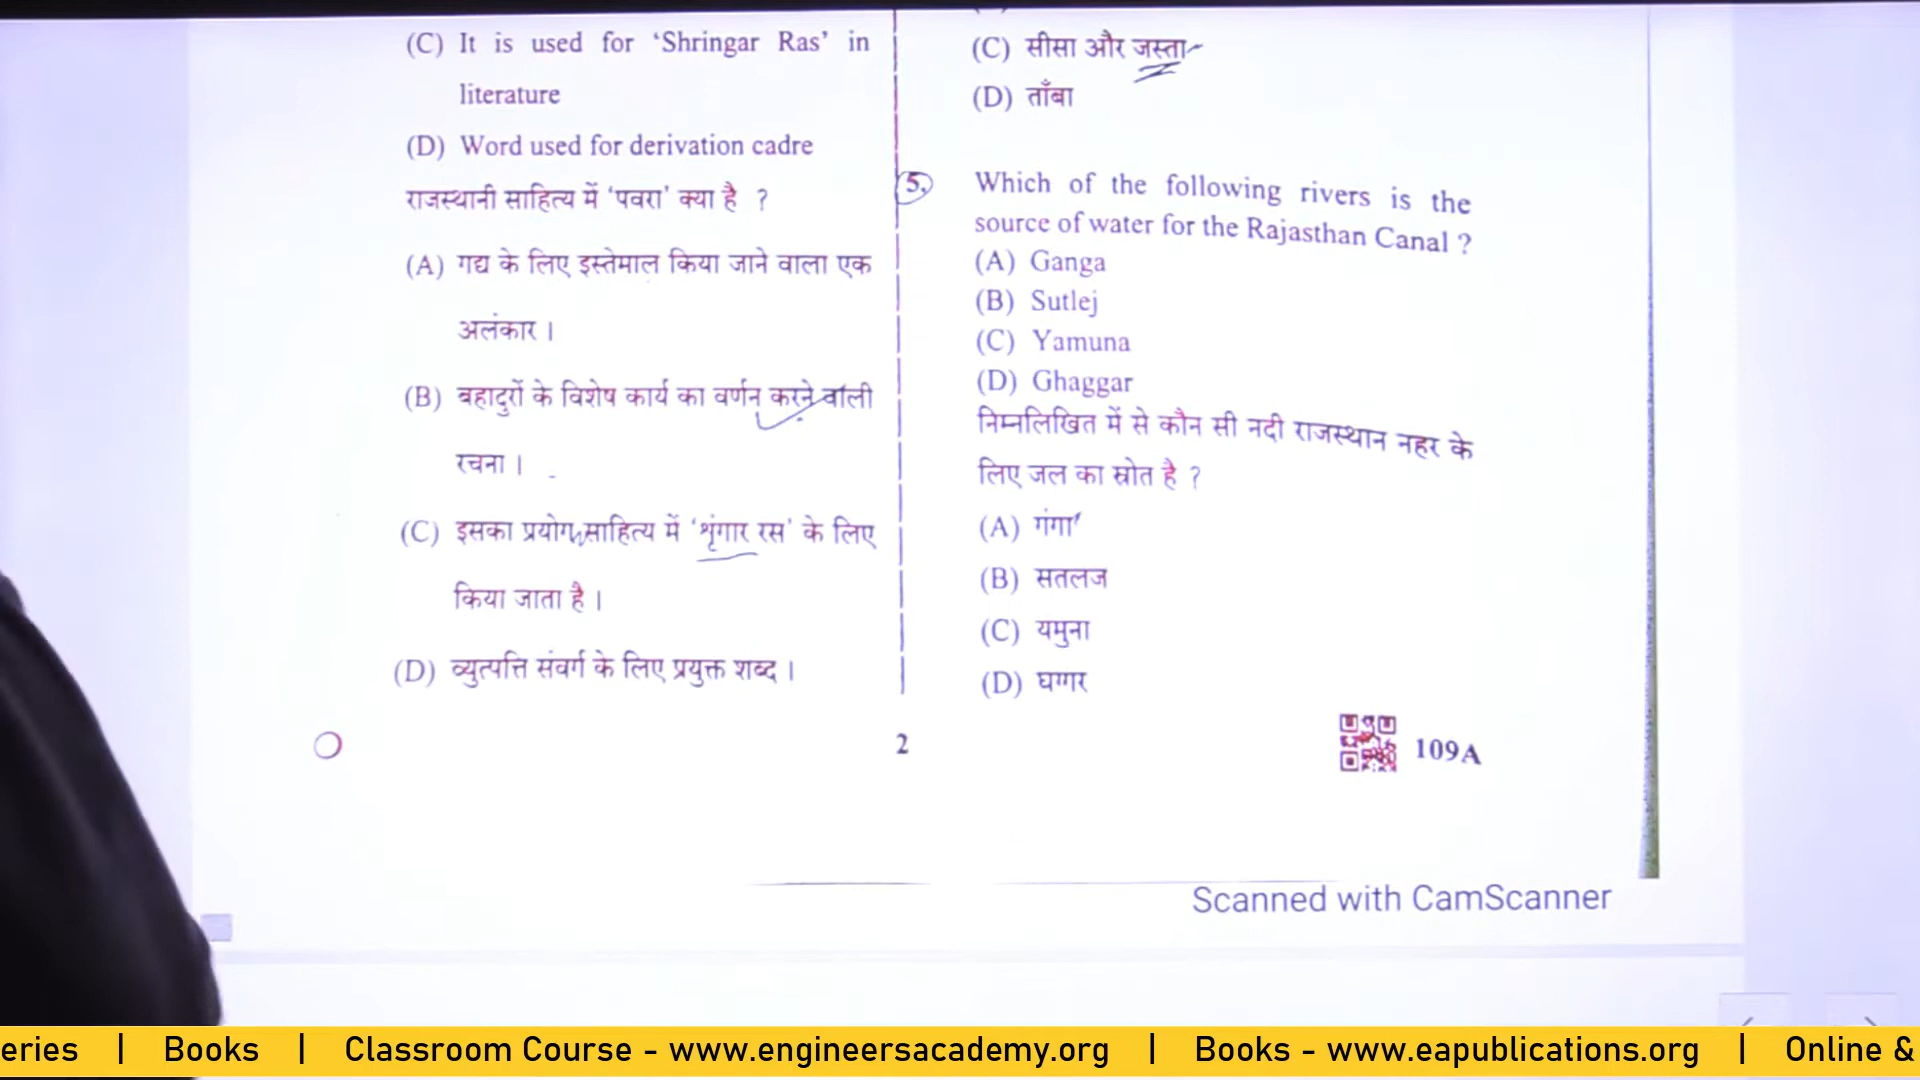 (C) It is used for ‘Shringar Ras’ in
literature
(D) Word used for derivation cadre
राजस्थानी साहित्य में ‘पवरा’ क्या है ?
(A) गद्य के लिए इस्तेमाल किया जाने वाला एक
अलंकार ।
(B) बहादुरों के विशेष कार्य का वर्णन करने वाली
रचना ।
(C) इसका प्रयोग साहित्य में ‘शृंगार रस’ के लिए
किया जाता है ।
(D) व्युत्पत्ति संवर्ग के लिए प्रयुक्त शब्द ।
(C) सीसा और जस्ता
(D) ताँबा
5. Which of the following rivers is the
source of water for the Rajasthan Canal ?
(A) Ganga
(B) Sutlej
(C) Yamuna
(D) Ghaggar
निम्नलिखित में से कौन सी नदी राजस्थान नहर के
लिए जल का स्रोत है ?
(A) गंगा
(B) सतलज
(C) यमुना
(D) घग्गर
2
109A
Scanned with CamScanner
eries | Books | Classroom Course - www.engineersacademy.org | Books - www.eapublications.org | Online &